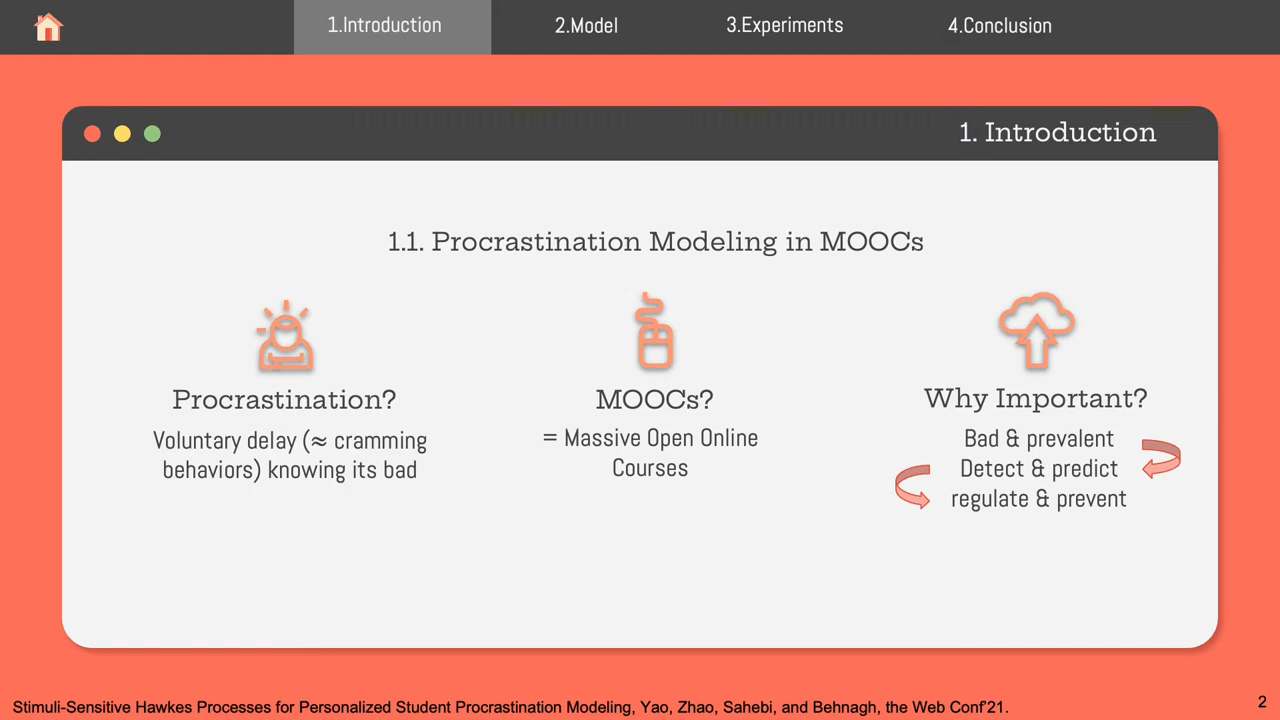 1.Introduction
2.Model
3.Experiments
4.Conclusion
1. Introduction
1.1. Procrastination Modeling in MOOCs
Procrastination?
Voluntary delay (≈ cramming
behaviors) knowing its bad
MOOCs?
= Massive Open Online
Courses
Why Important?
Bad & prevalent
Detect & predict
regulate & prevent
Stimuli-Sensitive Hawkes Processes for Personalized Student Procrastination Modeling, Yao, Zhao, Sahebi, and Behnagh, the Web Conf'21.
2